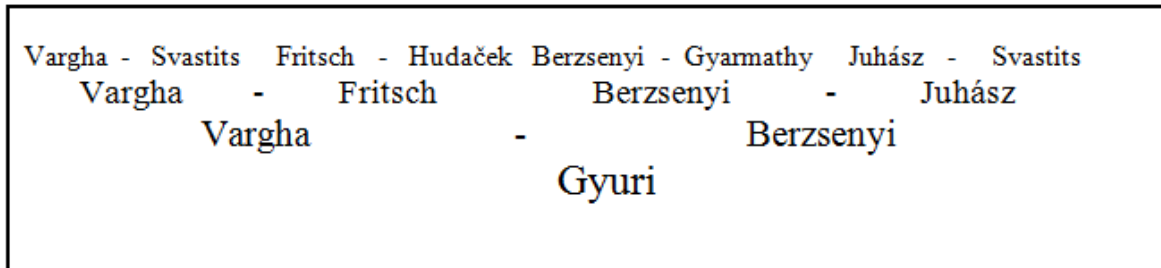 Vargha - Svastits Fritsch - Hudaček Berzsenyi - Gyarmathy Juhász - Svastits
Vargha - Fritsch Berzsenyi - Juhász
Vargha - Berzsenyi
Gyuri